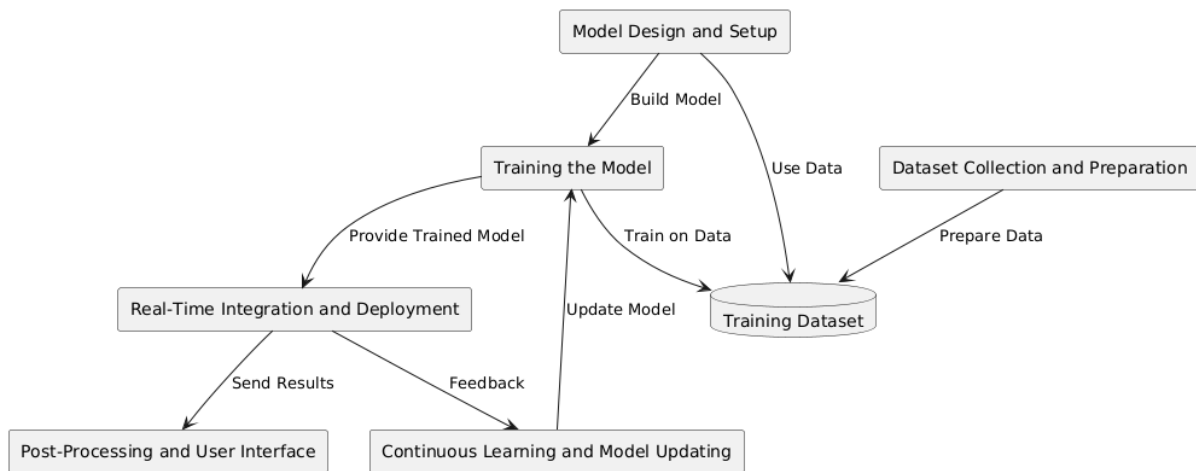 Model Design and Setup
Build Model
Training the Model
Use Data
Dataset Collection and Preparation
Provide Trained Model
Train on Data
Prepare Data
Real-Time Integration and Deployment
Update Model
Training Dataset
Send Results
Feedback
Post-Processing and User Interface
Continuous Learning and Model Updating